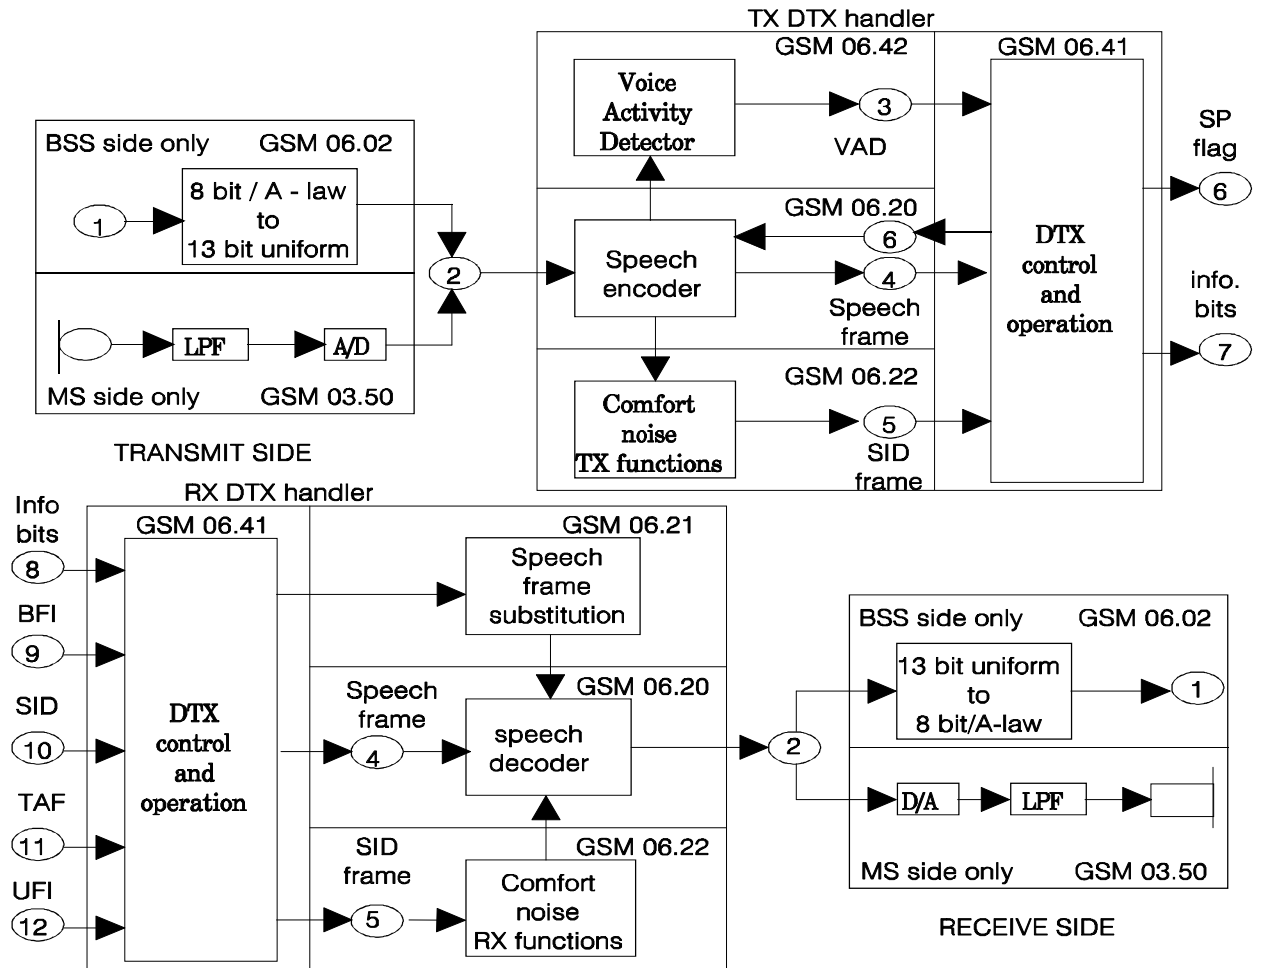 TX DTX handler
GSM 06.42
GSM 06.41
Voice
Activity
Detector
3
VAD
SP
flag
6
BSS side only
GSM 06.02
1
8 bit / A - law
to
13 bit uniform
2
GSM 06.20
6
Speech
encoder
4
Speech
frame
DTX
control
and
operation
info.
bits
7
LPF
A/D
MS side only
GSM 03.50
GSM 06.22
Comfort
noise
TX functions
5
SID
frame
TRANSMIT SIDE
RX DTX handler
Info
bits
8
BFI
9
SID
10
TAF
11
UFI
12
GSM 06.41
DTX
control
and
operation
GSM 06.21
Speech
frame
substitution
GSM 06.20
Speech
frame
4
speech
decoder
GSM 06.22
SID
frame
5
Comfort
noise
RX functions
2
BSS side only
GSM 06.02
13 bit uniform
to
8 bit/A-law
1
D/A
LPF
MS side only
GSM 03.50
RECEIVE SIDE